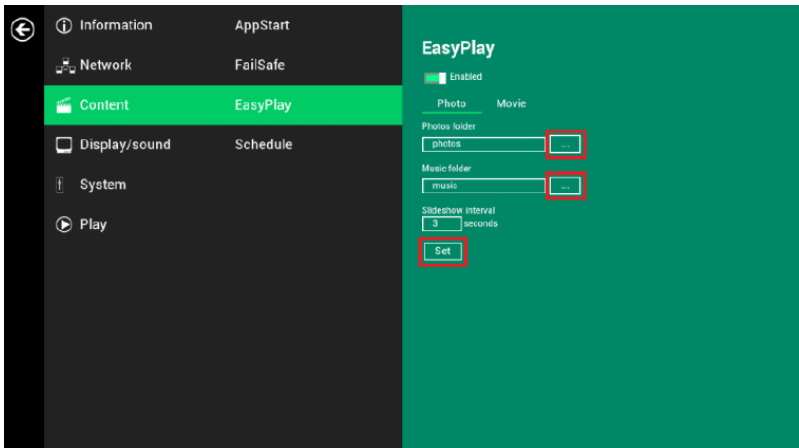 Information
Network
Content
Display/sound
System
Play
AppStart
FailSafe
EasyPlay
Schedule
EasyPlay
Enabled
Photo Movie
Photos folder
photos ...
Music folder
music ...
Slideshow interval
3 seconds
Set